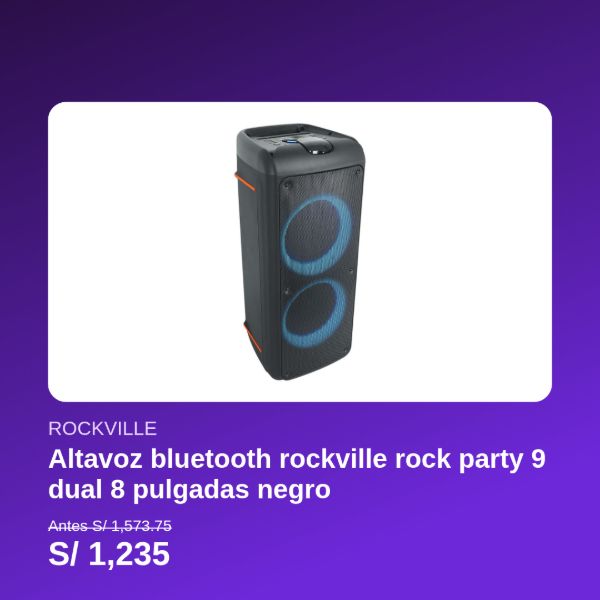 ROCKVILLE
Altavoz bluetooth rockville rock party 9
dual 8 pulgadas negro
Antes S/ 1,573.75
S/ 1,235